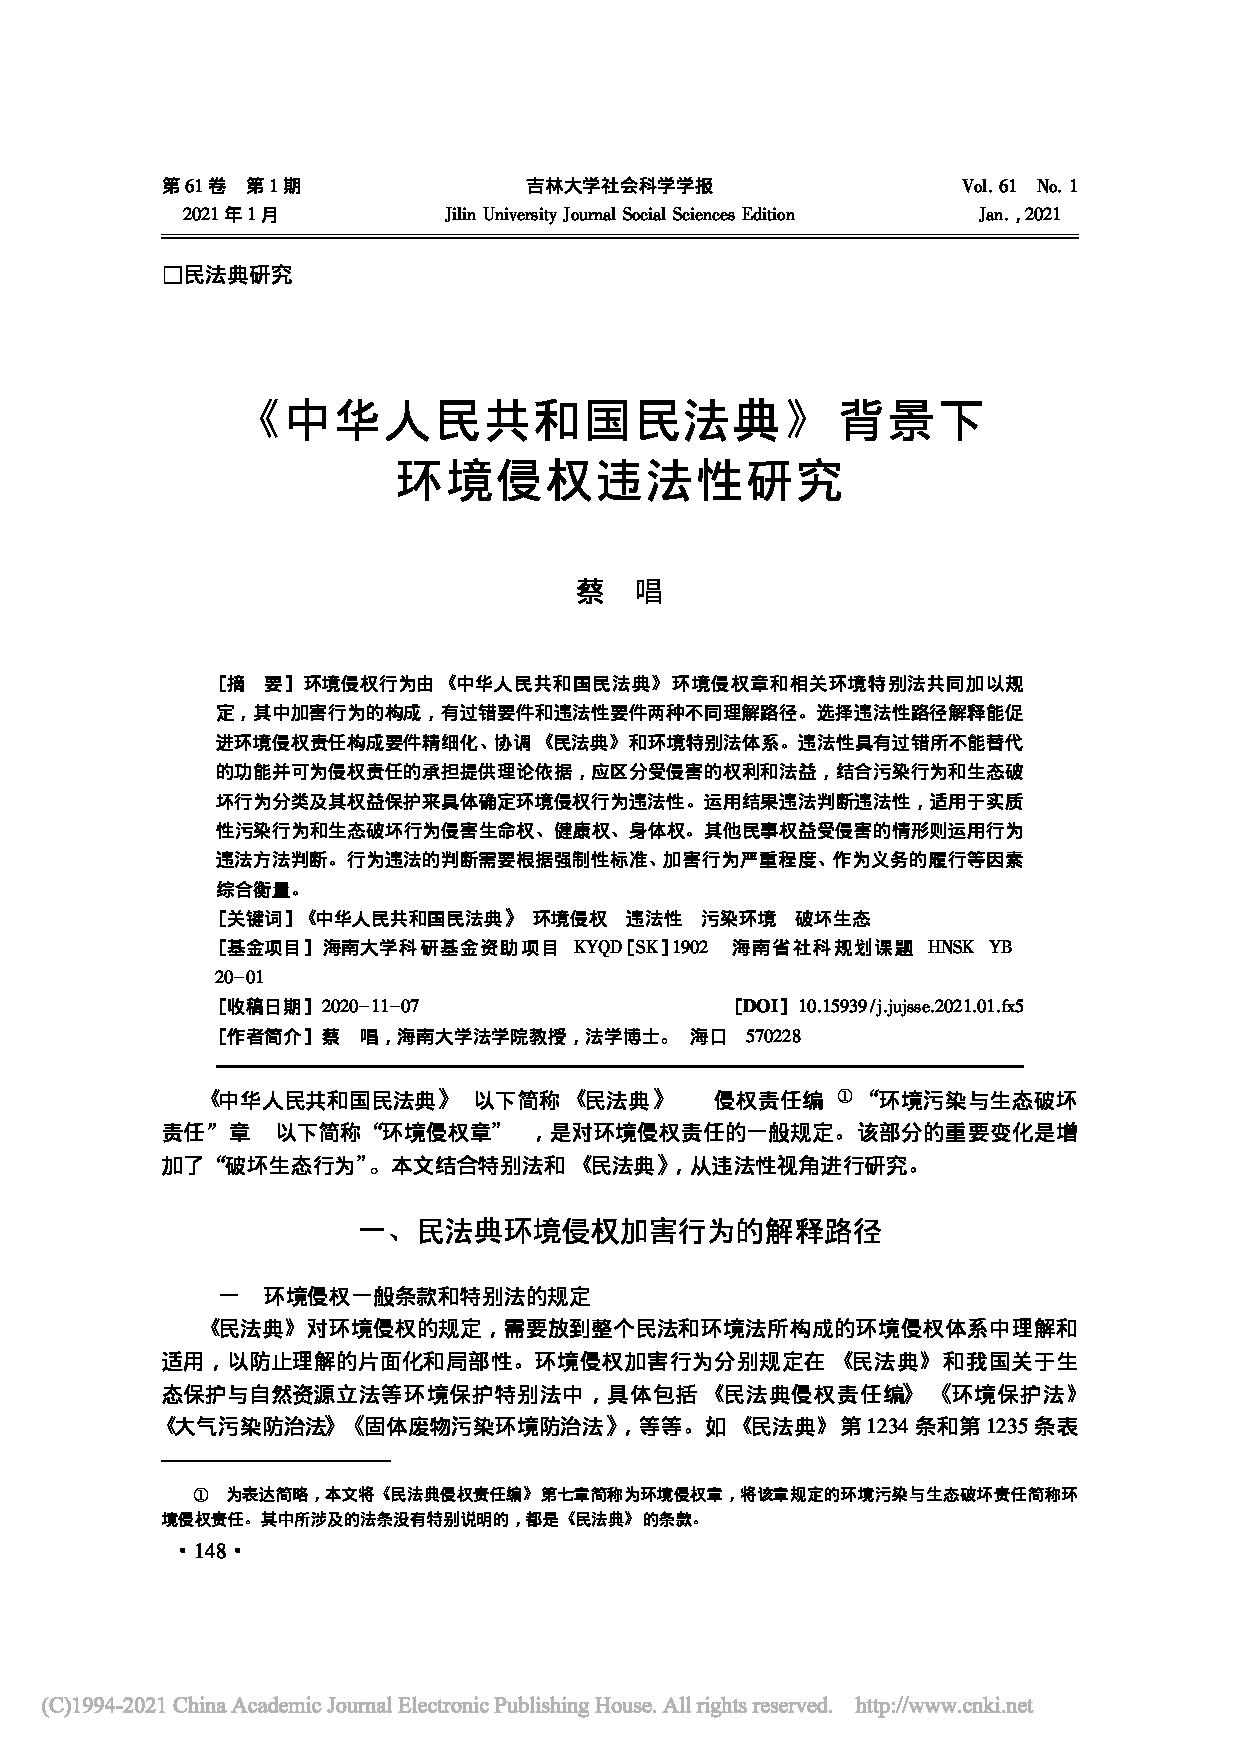 第61卷 第1期 吉林大学社会科学学报 Vol. 61 No. 1
2021年1月 Jilin University Journal Social Sciences Edition Jan. ,2021
□民法典研究
《中华人民共和国民法典》背景下
环境侵权违法性研究
蔡 唱
［摘 要］环境侵权行为由《中华人民共和国民法典》环境侵权章和相关环境特别法共同加以规
定，其中加害行为的构成，有过错要件和违法性要件两种不同理解路径。选择违法性路径解释能促
进环境侵权责任构成要件精细化、协调《民法典》和环境特别法体系。违法性具有过错所不能替代
的功能并可为侵权责任的承担提供理论依据，应区分受侵害的权利和法益，结合污染行为和生态破
坏行为分类及其权益保护来具体确定环境侵权行为违法性。运用结果违法判断违法性，适用于实质
性污染行为和生态破坏行为侵害生命权、健康权、身体权。其他民事权益受侵害的情形则运用行为
违法方法判断。行为违法的判断需要根据强制性标准、加害行为严重程度、作为义务的履行等因素
综合衡量。
［关键词］《中华人民共和国民法典》 环境侵权 违法性 污染环境 破坏生态
［基金项目］海南大学科研基金资助项目 KYQD［SK］1902 海南省社科规划课题 HNSK YB
20-01
［收稿日期］2020-11-07 ［DOI］10.15939/j.jujsse.2021.01.fx5
［作者简介］蔡 唱，海南大学法学院教授，法学博士。 海口 570228
《中华人民共和国民法典》 以下简称《民法典》 侵权责任编 ①“环境污染与生态破坏
责任”章 以下简称“环境侵权章” ，是对环境侵权责任的一般规定。该部分的重要变化是增
加了“破坏生态行为”。本文结合特别法和《民法典》，从违法性视角进行研究。
一、民法典环境侵权加害行为的解释路径
一 环境侵权一般条款和特别法的规定
《民法典》对环境侵权的规定，需要放到整个民法和环境法所构成的环境侵权体系中理解和
适用，以防止理解的片面化和局部性。环境侵权加害行为分别规定在《民法典》和我国关于生
态保护与自然资源立法等环境保护特别法中，具体包括《民法典侵权责任编》《环境保护法》
《大气污染防治法》《固体废物污染环境防治法》，等等。如《民法典》第1234条和第1235条表
① 为表达简略，本文将《民法典侵权责任编》第七章简称为环境侵权章，将该章规定的环境污染与生态破坏责任简称环
境侵权责任。其中所涉及的法条没有特别说明的，都是《民法典》的条款。
·148·
(C)1994-2021 China Academic Journal Electronic Publishing House. All rights reserved. http://www.cnki.net